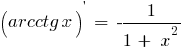 (arcctg x)' = -1/(1 + x²)